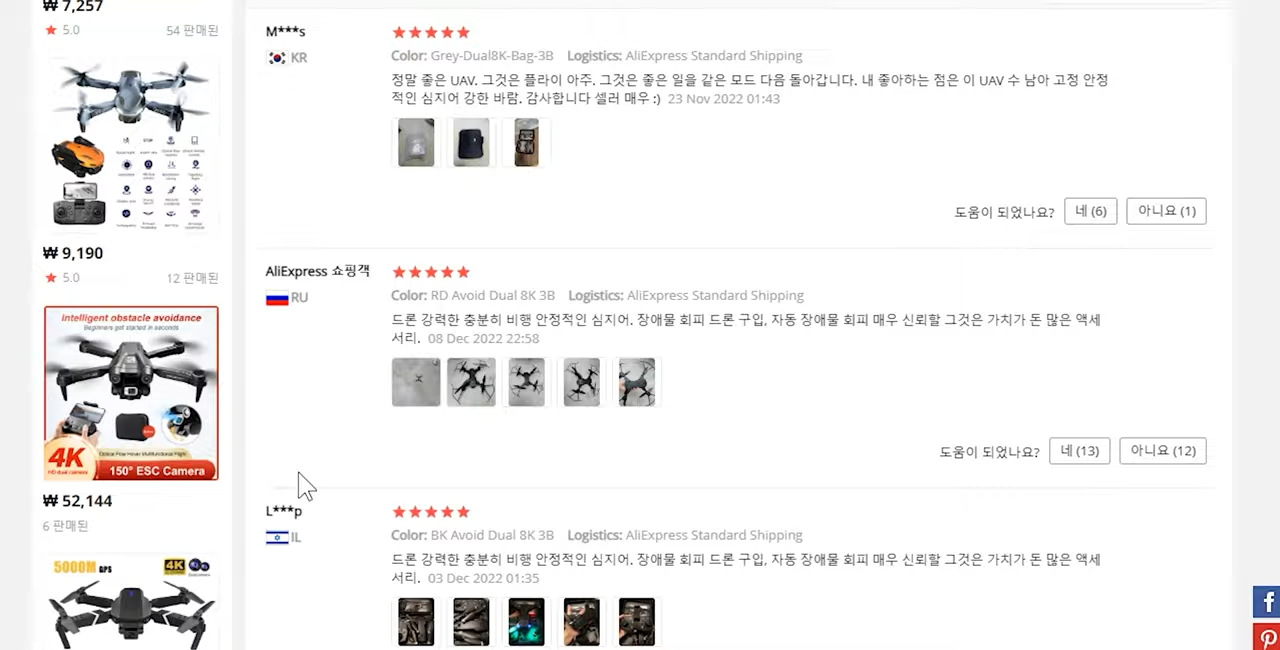 ₩ 7,257
★ 5.0 54 판매된
₩ 9,190
★ 5.0 12 판매된
Intelligent obstacle avoidance
Beginners get started in seconds
4K
HD dual camera
Optical Flow Hover Multifunctional Flight
150° ESC Camera
₩ 52,144
6 판매된
5000M GPS
4K
M***s
KR
Color: Grey-Dual8K-Bag-3B Logistics: AliExpress Standard Shipping
정말 좋은 UAV. 그것은 플라이 아주. 그것은 좋은 일을 같은 모드 다음 돌아갑니다. 내 좋아하는 점은 이 UAV 수 남아 고정 안정
적인 심지어 강한 바람. 감사합니다 셀러 매우 :) 23 Nov 2022 01:43
도움이 되었나요? 네 (6) 아니요 (1)
AliExpress 쇼핑객
RU
Color: RD Avoid Dual 8K 3B Logistics: AliExpress Standard Shipping
드론 강력한 충분히 비행 안정적인 심지어. 장애물 회피 드론 구입, 자동 장애물 회피 매우 신뢰할 그것은 가치가 돈 많은 액세
서리. 08 Dec 2022 22:58
도움이 되었나요? 네 (13) 아니요 (12)
L***p
IL
Color: BK Avoid Dual 8K 3B Logistics: AliExpress Standard Shipping
드론 강력한 충분히 비행 안정적인 심지어. 장애물 회피 드론 구입, 자동 장애물 회피 매우 신뢰할 그것은 가치가 돈 많은 액세
서리. 03 Dec 2022 01:35